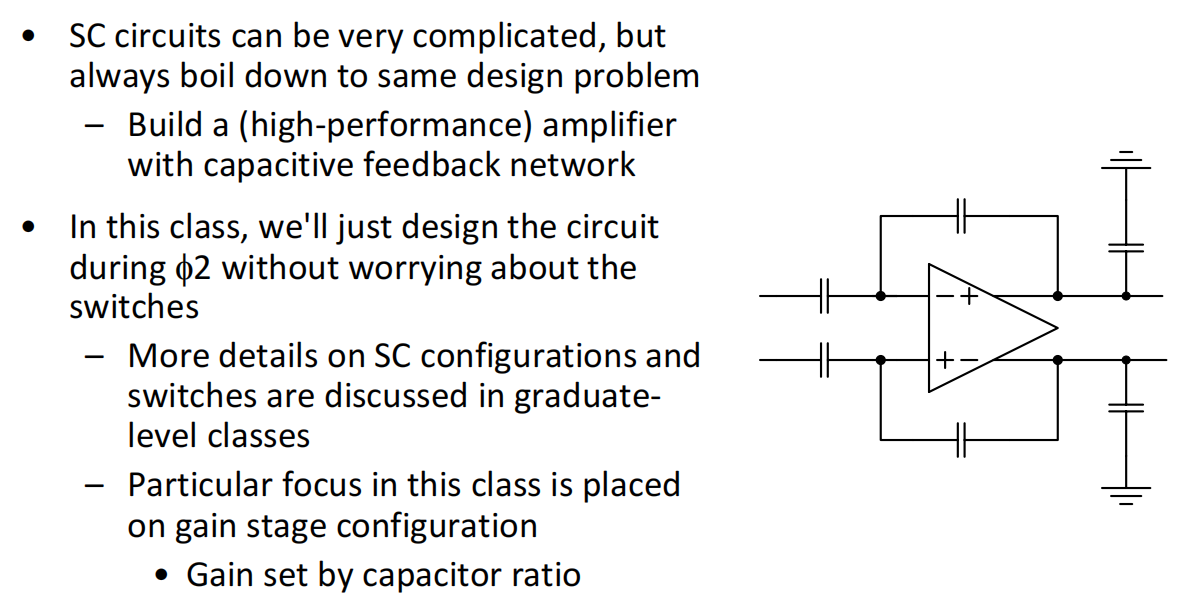 • SC circuits can be very complicated, but
always boil down to same design problem
– Build a (high-performance) amplifier
with capacitive feedback network
• In this class, we'll just design the circuit
during ϕ2 without worrying about the
switches
– More details on SC configurations and
switches are discussed in graduate-
level classes
– Particular focus in this class is placed
on gain stage configuration
• Gain set by capacitor ratio
− +
+ −